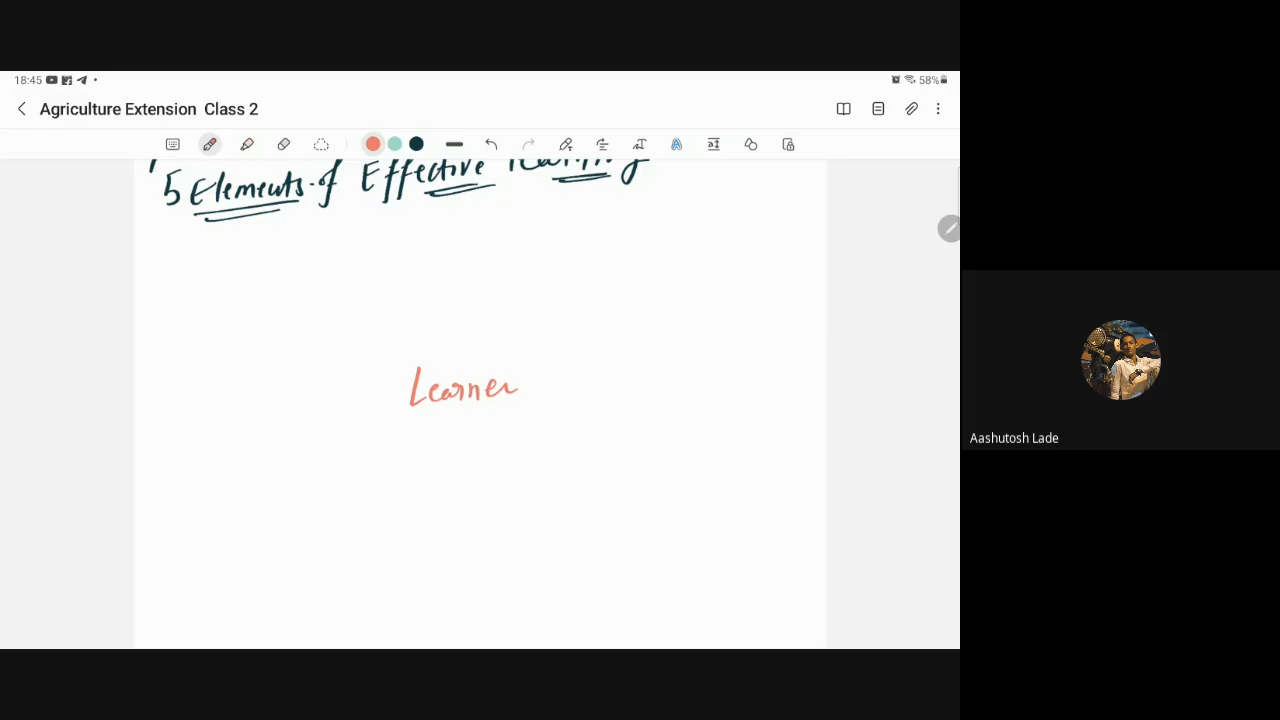 18:45
58%
Agriculture Extension Class 2
5 Elements of Effective
Learner
Aashutosh Lade